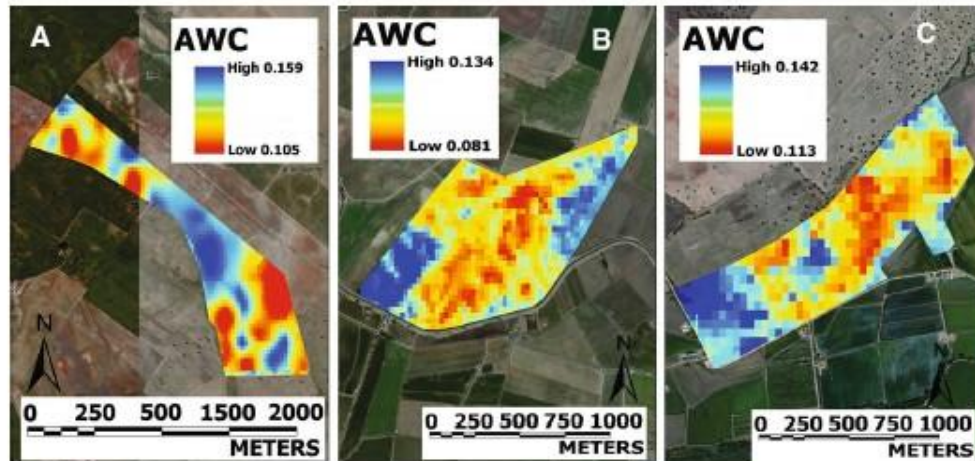 A
AWC
High 0.159
Low 0.105
N
0 250 500 1500 2000
METERS
B
AWC
High 0.134
Low 0.081
N
0 250 500 750 1000
METERS
C
AWC
High 0.142
Low 0.113
N
0 250 500 750 1000
METERS